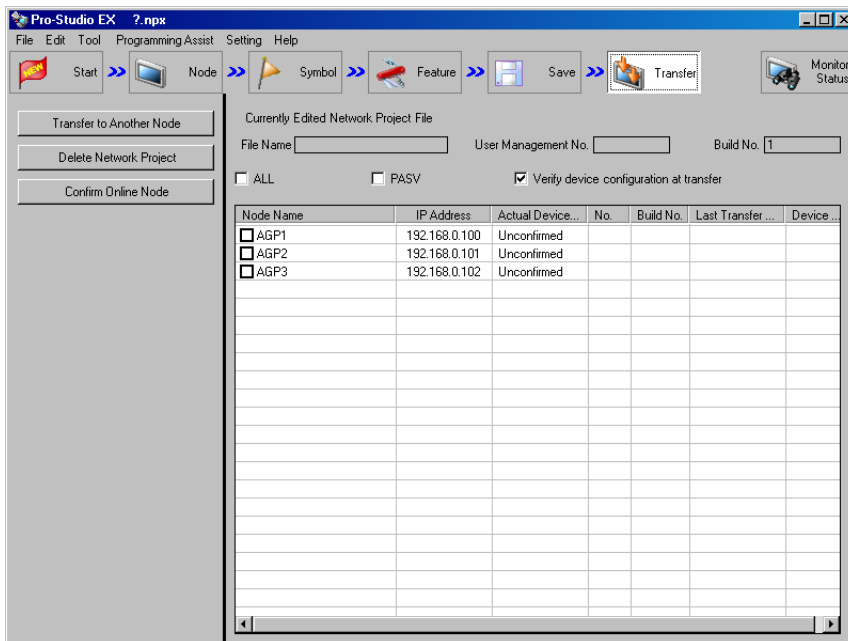 Pro-Studio EX ?.npx
File Edit Tool Programming Assist Setting Help
NEW Start Node Symbol Feature Save Transfer Monitor Status
Transfer to Another Node
Delete Network Project
Confirm Online Node
Currently Edited Network Project File
File Name User Management No. Build No. 1
ALL PASV Verify device configuration at transfer
Node Name IP Address Actual Device... No. Build No. Last Transfer ... Device ...
AGP1 192.168.0.100 Unconfirmed
AGP2 192.168.0.101 Unconfirmed
AGP3 192.168.0.102 Unconfirmed